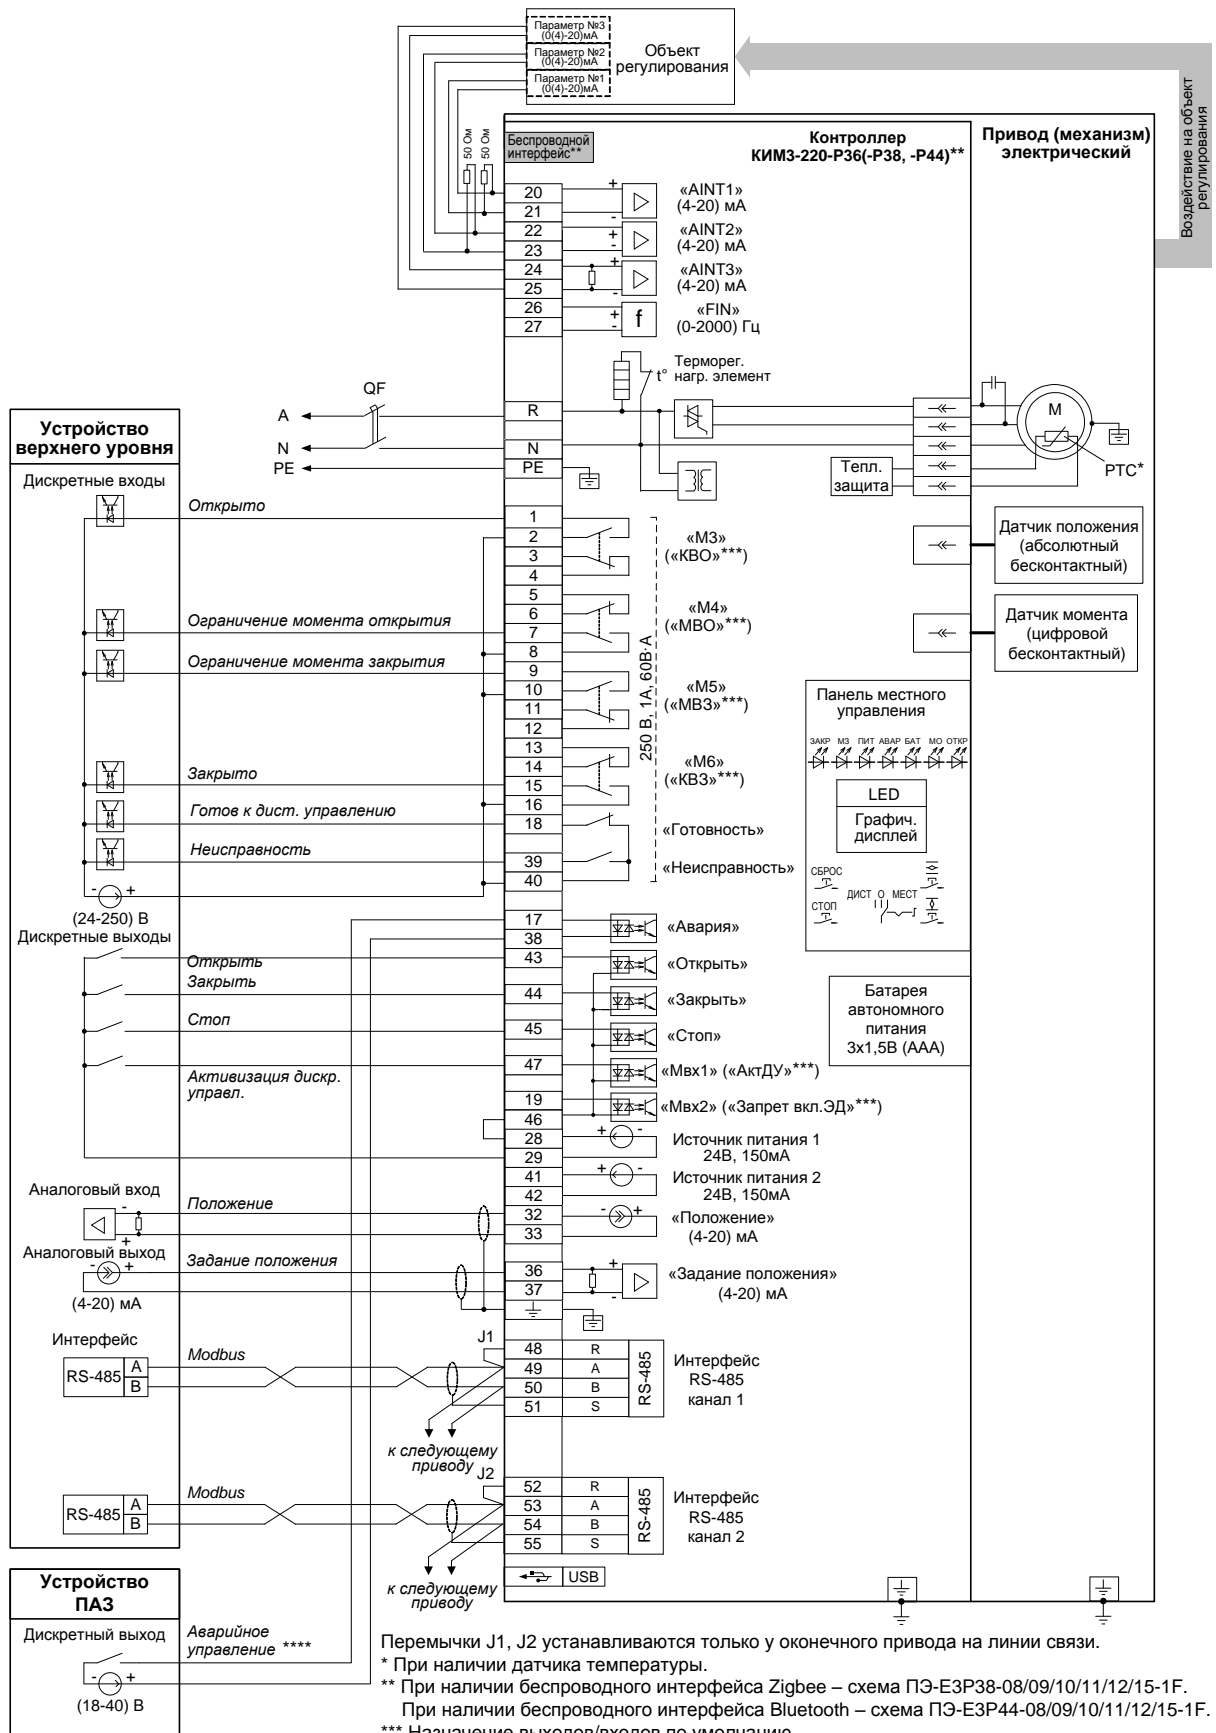 Параметр №3
(0(4)-20)мА
Параметр №2
(0(4)-20)мА
Параметр №1
(0(4)-20)мА
Объект
регулирования
Воздействие на объект
регулирования
50 Ом
50 Ом
Беспроводной
интерфейс**
Контроллер
КИМ3-220-Р36(-Р38, -Р44)**
Привод (механизм)
электрический
20
21
22
23
24
25
26
27
+
-
«AINT1»
(4-20) мА
+
-
«AINT2»
(4-20) мА
+
-
«AINT3»
(4-20) мА
+
-
f
«FIN»
(0-2000) Гц
t°
Терморег.
нагр. элемент
QF
A
N
PE
R
N
PE
M
PTC*
Тепл.
защита
Датчик положения
(абсолютный
бесконтактный)
Датчик момента
(цифровой
бесконтактный)
Устройство
верхнего уровня
Дискретные входы
Открыто
Ограничение момента открытия
Ограничение момента закрытия
Закрыто
Готов к дист. управлению
Неисправность
- +
(24-250) В
1
2
3
4
5
6
7
8
9
10
11
12
13
14
15
16
18
39
40
«М3»
(«КВО»***)
«М4»
(«МВО»***)
«М5»
(«МВЗ»***)
«М6»
(«КВЗ»***)
250 В, 1А, 60В·А
«Готовность»
«Неисправность»
Панель местного
управления
ЗАКР МЗ ПИТ АВАР БАТ МО ОТКР
LED
Графич.
дисплей
СБРОС
СТОП
ДИСТ О МЕСТ
Батарея
автономного
питания
3х1,5В (ААА)
Дискретные выходы
Открыть
Закрыть
Стоп
Активизация дискр.
управл.
17
38
43
44
45
47
19
46
28
29
41
42
32
33
36
37
«Авария»
«Открыть»
«Закрыть»
«Стоп»
«Мвх1» («АктДУ»***)
«Мвх2» («Запрет вкл.ЭД»***)
+ -
Источник питания 1
24В, 150мА
+ -
Источник питания 2
24В, 150мА
- +
«Положение»
(4-20) мА
+
-
«Задание положения»
(4-20) мА
Аналоговый вход
-
+
Положение
Аналоговый выход
- +
(4-20) мА
Задание положения
Интерфейс
RS-485
A
B
Modbus
J1
48 R
49 A
50 B
51 S
RS-485
Интерфейс
RS-485
канал 1
к следующему
приводу
RS-485
A
B
Modbus
J2
52 R
53 A
54 B
55 S
RS-485
Интерфейс
RS-485
канал 2
к следующему
приводу
USB
Устройство
ПАЗ
Дискретный выход
- +
(18-40) В
Аварийное
управление ****
Перемычки J1, J2 устанавливаются только у оконечного привода на линии связи.
* При наличии датчика температуры.
** При наличии беспроводного интерфейса Zigbee – схема ПЭ-Е3Р38-08/09/10/11/12/15-1F.
При наличии беспроводного интерфейса Bluetooth – схема ПЭ-Е3Р44-08/09/10/11/12/15-1F.
*** Назначение выходов/входов по умолчанию